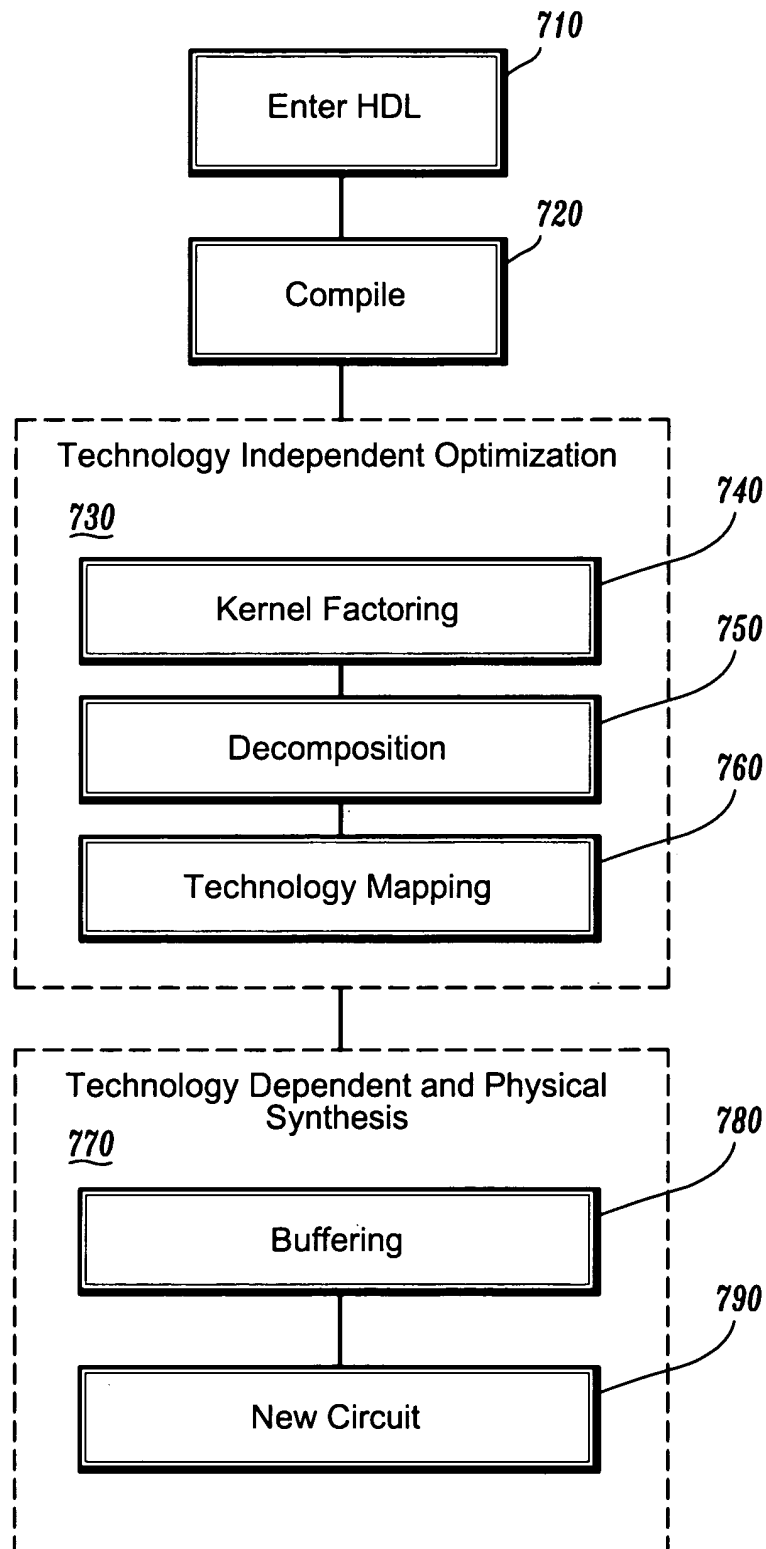 710
Enter HDL
720
Compile
Technology Independent Optimization
730
740
Kernel Factoring
750
Decomposition
760
Technology Mapping
Technology Dependent and Physical
Synthesis
770
780
Buffering
790
New Circuit